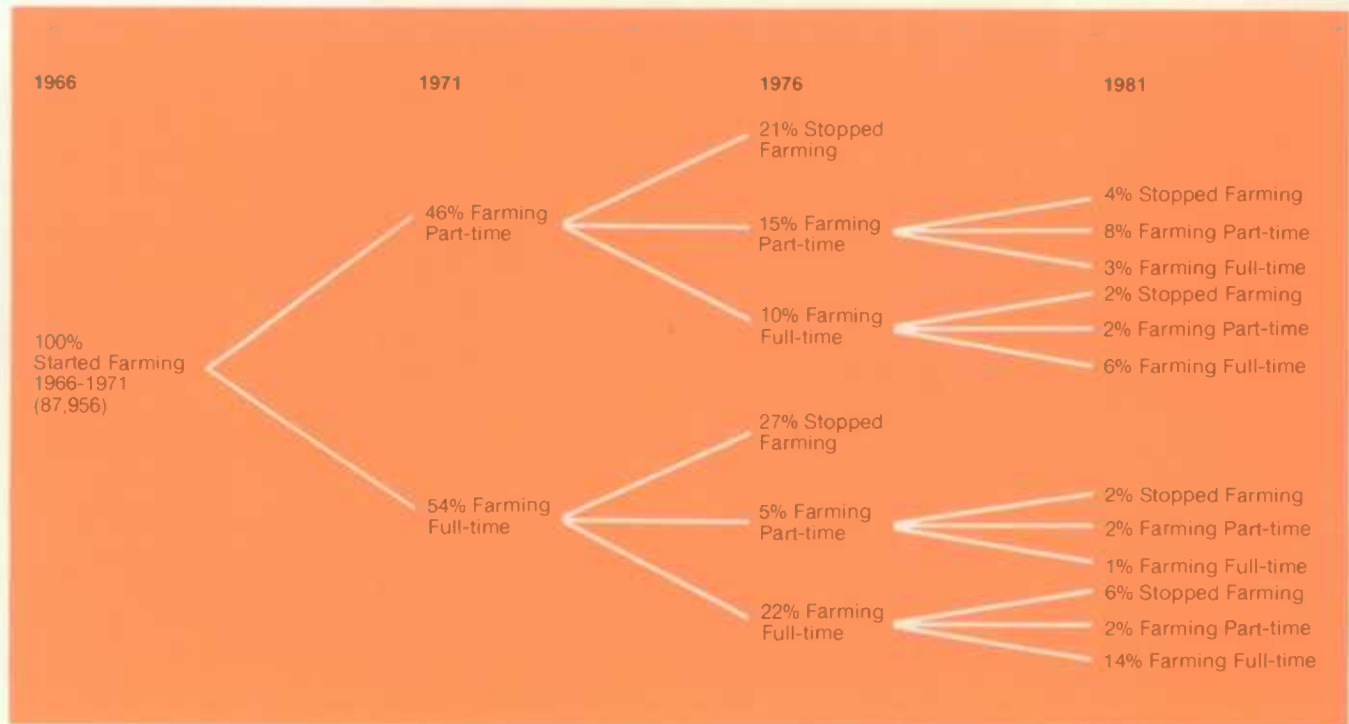 1966
1971
1976
1981
100%
Started Farming
1966-1971
(87,956)
46% Farming
Part-time
54% Farming
Full-time
21% Stopped
Farming
15% Farming
Part-time
10% Farming
Full-time
27% Stopped
Farming
5% Farming
Part-time
22% Farming
Full-time
4% Stopped Farming
8% Farming Part-time
3% Farming Full-time
2% Stopped Farming
2% Farming Part-time
6% Farming Full-time
2% Stopped Farming
2% Farming Part-time
1% Farming Full-time
6% Stopped Farming
2% Farming Part-time
14% Farming Full-time